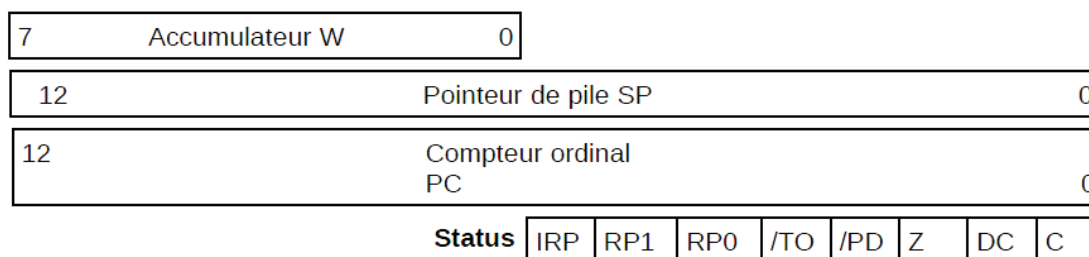 7 Accumulateur W 0
12 Pointeur de pile SP 0
12 Compteur ordinal
PC 0
Status IRP RP1 RP0 /TO /PD Z DC C